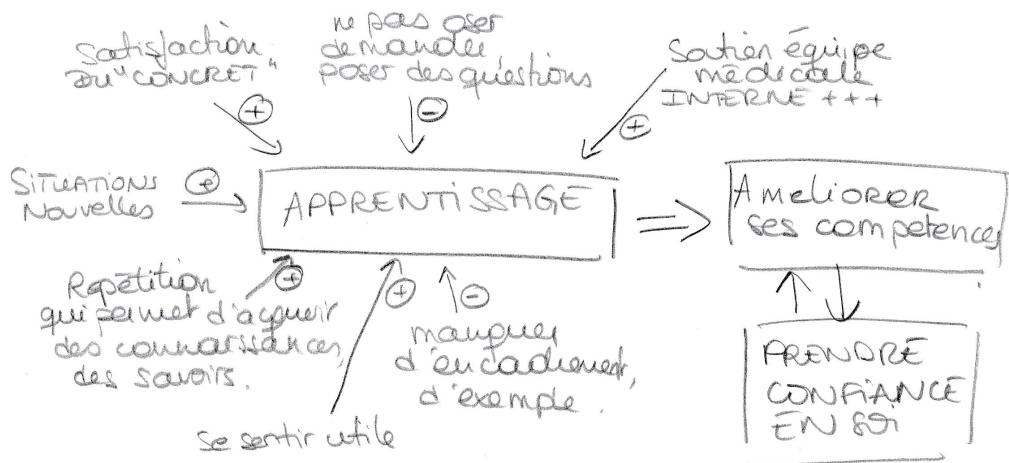 Satisfaction
DU "CONCRET"
+
ne pas oser
demander
poser des questions
-
Soutien équipe
médicale
INTERNE + + +
+
SITUATIONS
Nouvelles
+
APPRENTISSAGE
Améliorer
ses compétences
Répétition
qui permet d'acquérir
des connaissances,
des savoirs.
+
+
-
manquer
d'encadrement,
d'exemple.
se sentir utile
PRENDRE
CONFIANCE
EN SOI